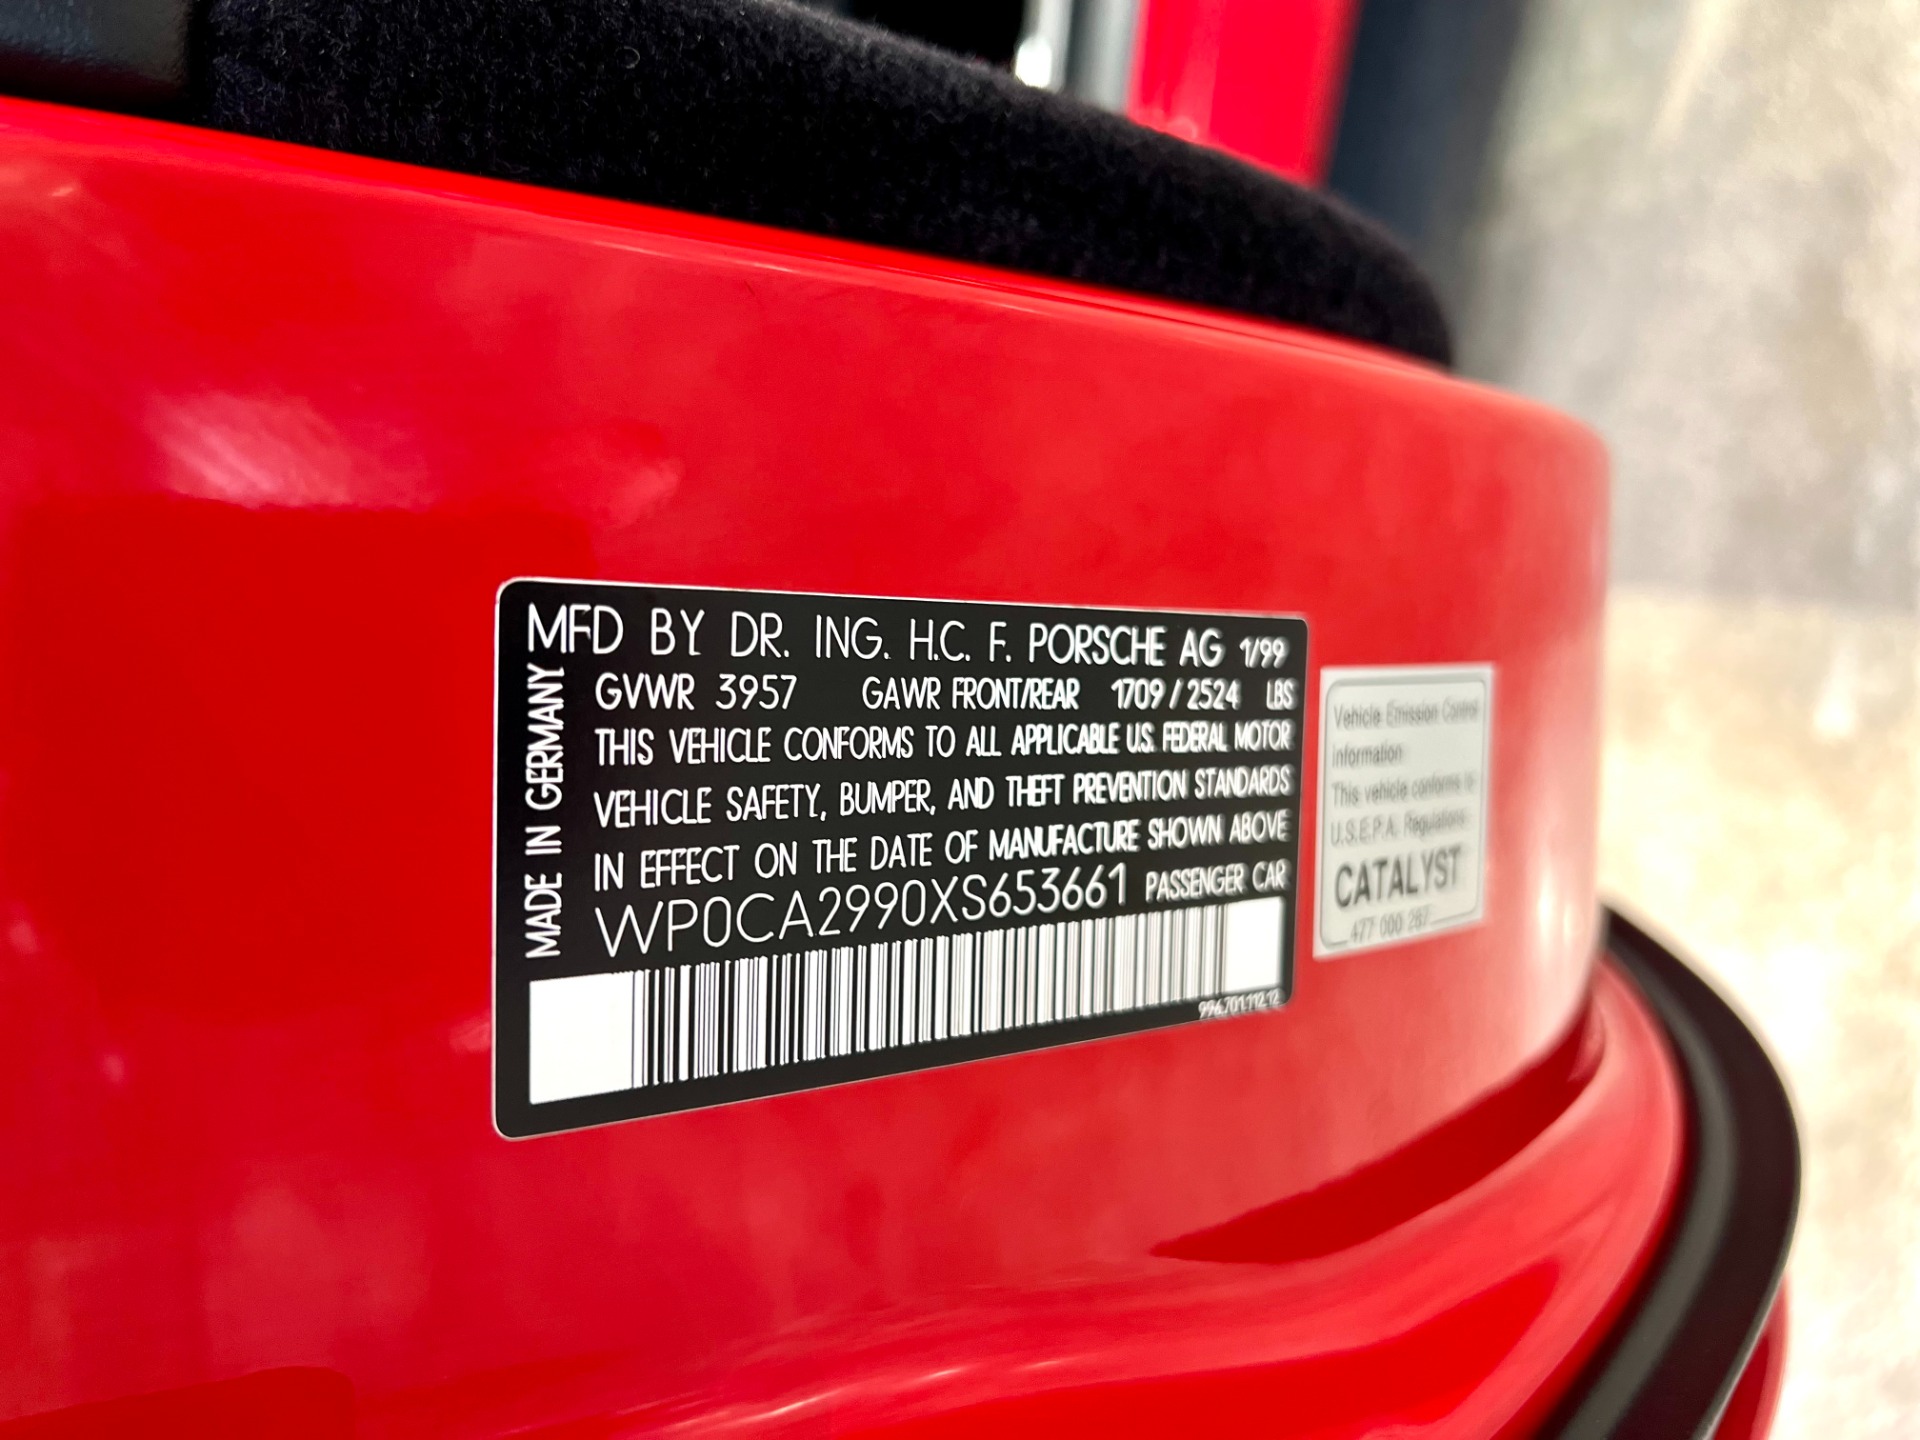 MFD BY DR. ING. H.C. F. PORSCHE AG 1/99
GVWR 3957 GAWR FRONT/REAR 1709 / 2524 LBS
THIS VEHICLE CONFORMS TO ALL APPLICABLE U.S. FEDERAL MOTOR
VEHICLE SAFETY, BUMPER, AND THEFT PREVENTION STANDARDS
IN EFFECT ON THE DATE OF MANUFACTURE SHOWN ABOVE
WP0CA2990XS653661 PASSENGER CAR
MADE IN GERMANY
996.701.112.12
Vehicle Emission Control
Information
This vehicle conforms to
U.S.E.P.A. Regulations
CATALYST
477 000 267